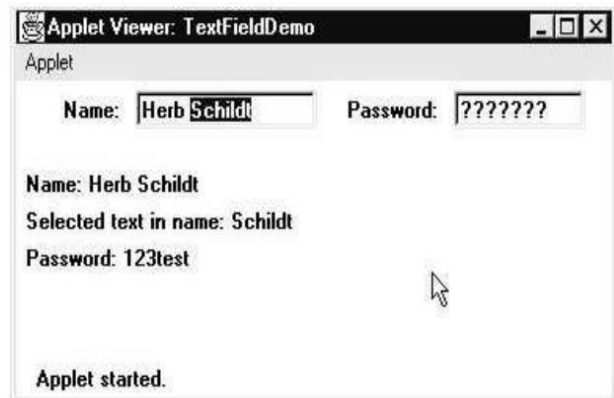 Applet Viewer: TextFieldDemo
Applet
Name: Herb Schildt Password: ???????
Name: Herb Schildt
Selected text in name: Schildt
Password: 123test
Applet started.